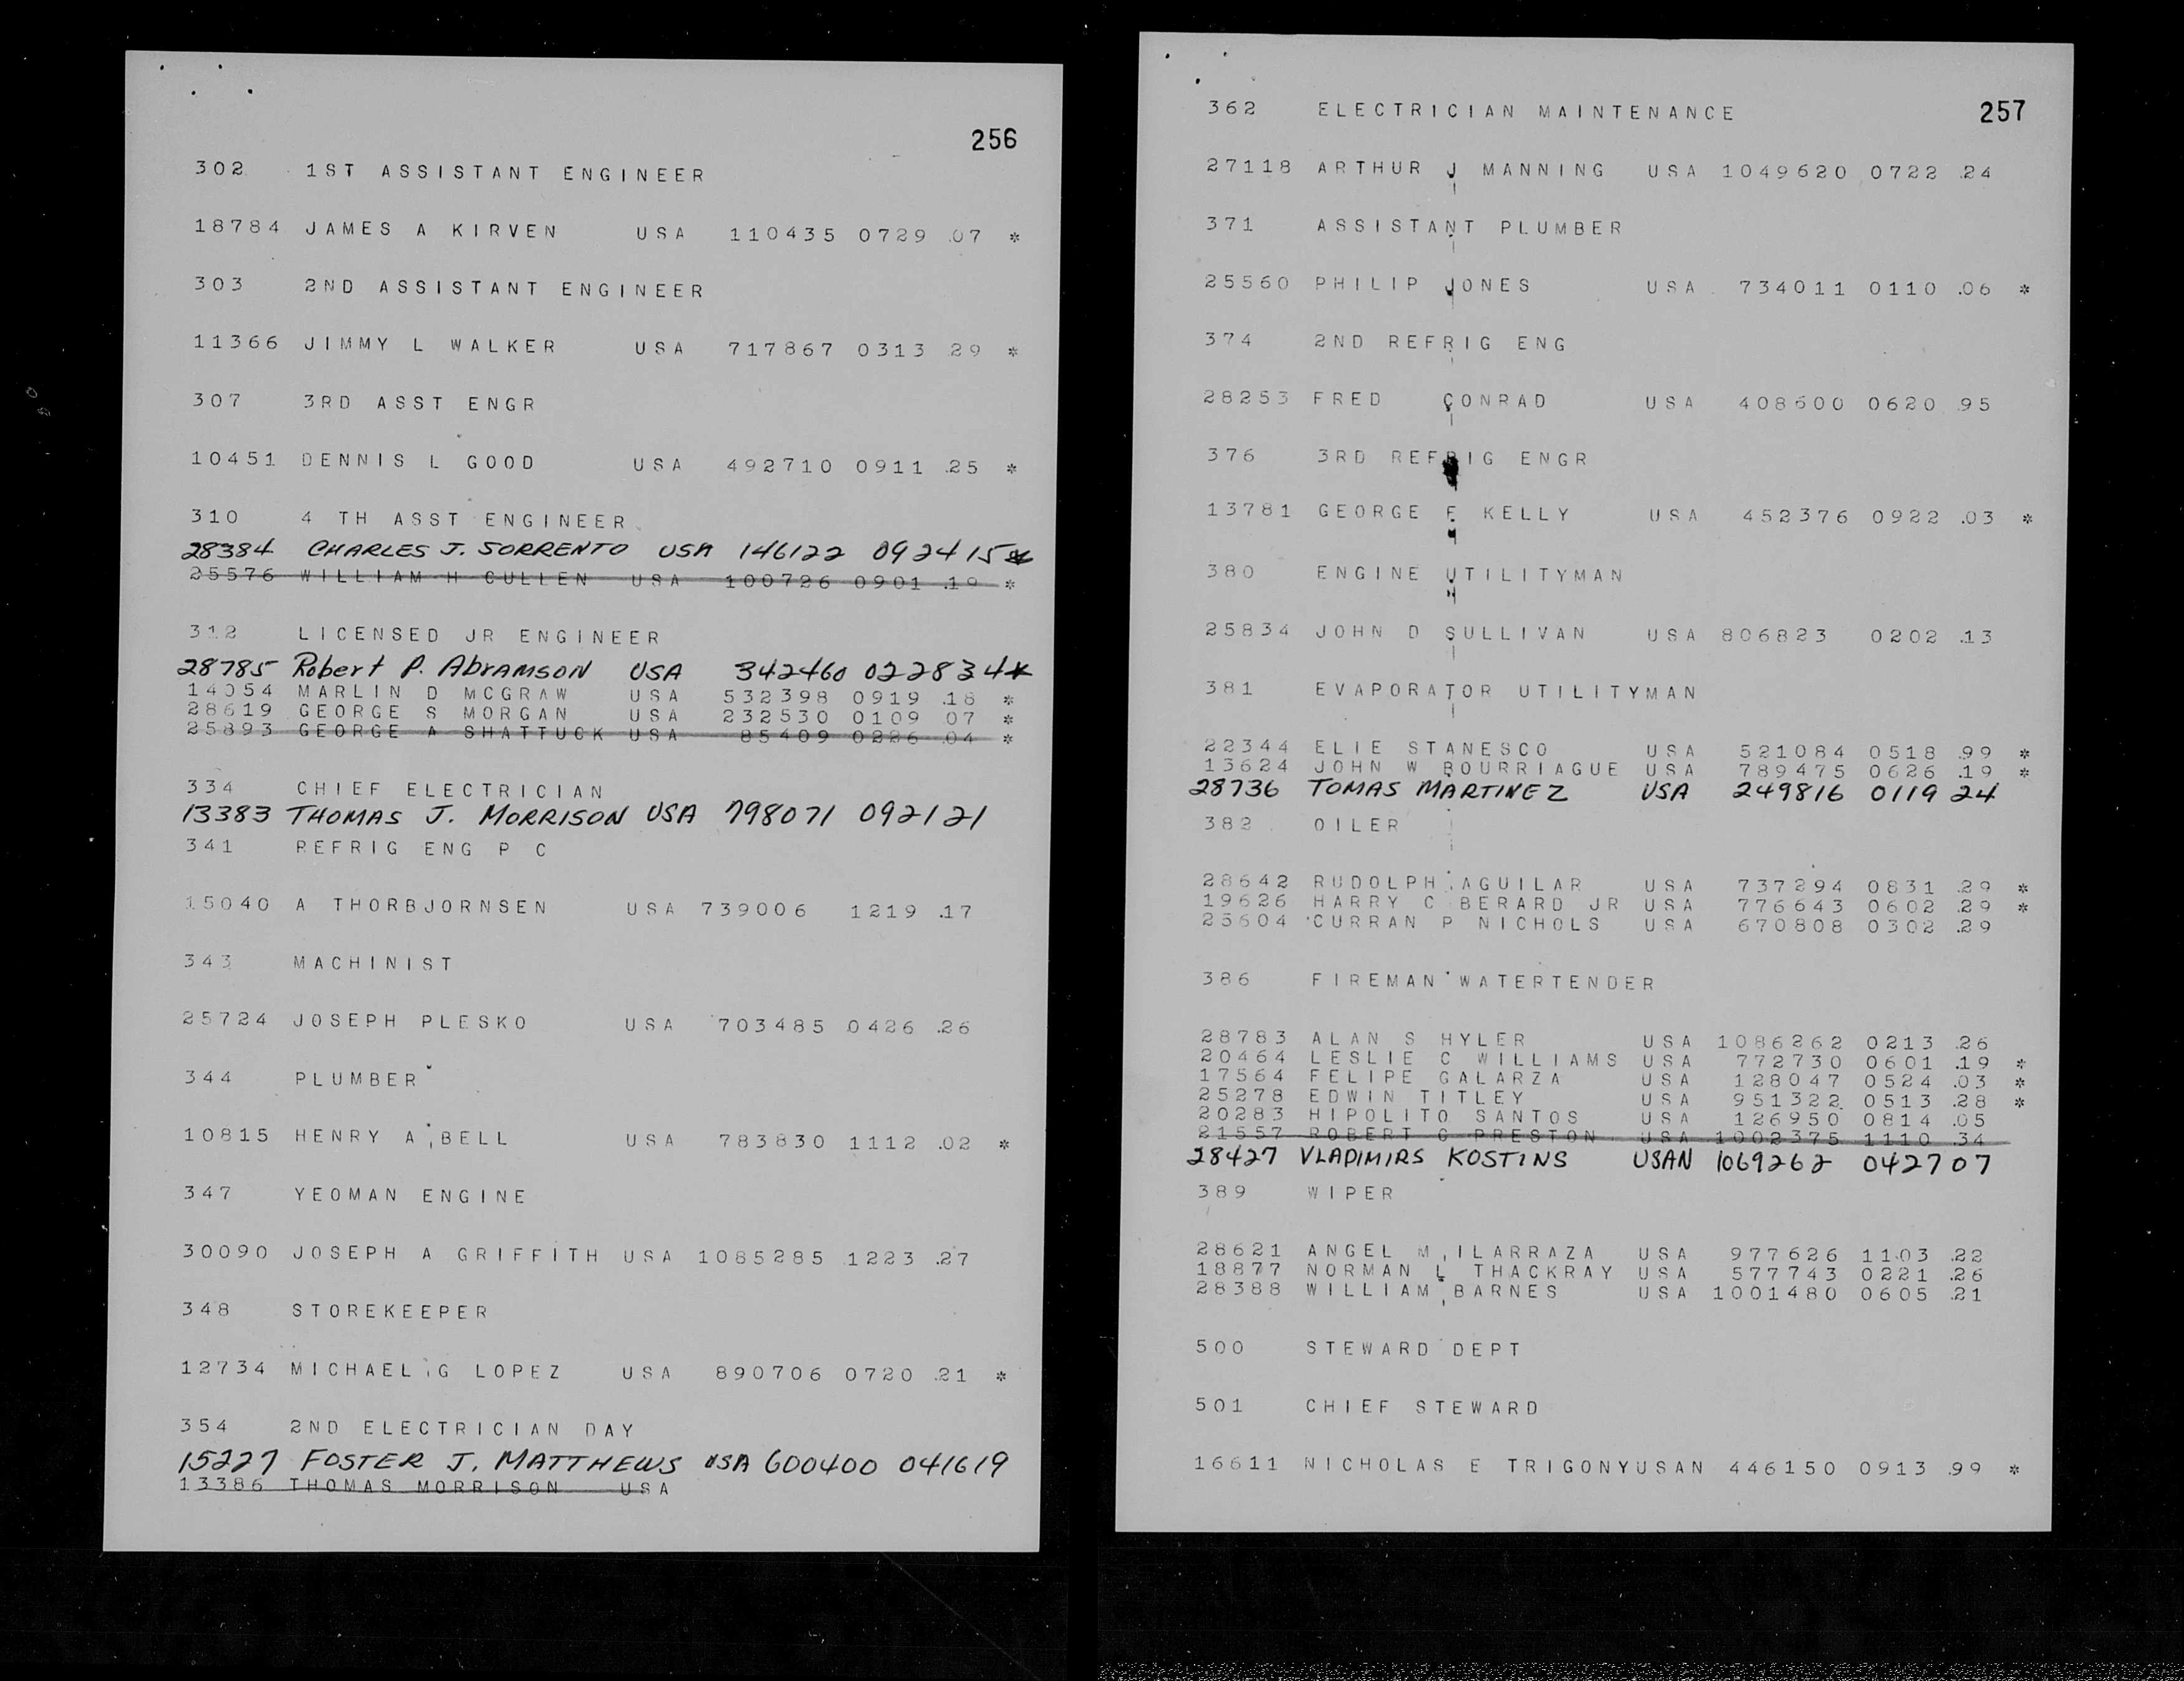 256
302 1ST ASSISTANT ENGINEER
18784 JAMES A KIRVEN USA 110435 0729 .07 *
303 2ND ASSISTANT ENGINEER
11366 JIMMY L WALKER USA 717867 0313 .29 *
307 3RD ASST ENGR
10451 DENNIS L GOOD USA 492710 0911 .25 *
310 4 TH ASST ENGINEER
28384 CHARLES J. SORRENTO USA 146122 0924 15 *
25576 WILLIAM H CULLEN USA 100726 0901 .19 *
312 LICENSED JR ENGINEER
28785 Robert P. Abramson USA 342460 0228 34 *
14054 MARLIN D MCGRAW USA 532398 0919 .18 *
28619 GEORGE S MORGAN USA 232530 0109 .07 *
25893 GEORGE A SHATTUCK USA 85409 0226 .04 *
334 CHIEF ELECTRICIAN
13383 THOMAS J. MORRISON USA 798071 0921 21
341 REFRIG ENG P C
15040 A THORBJORNSEN USA 739006 1219 .17
343 MACHINIST
25724 JOSEPH PLESKO USA 703485 0426 .26
344 PLUMBER
10815 HENRY A BELL USA 783830 1112 .02 *
347 YEOMAN ENGINE
30090 JOSEPH A GRIFFITH USA 1085285 1223 .27
348 STOREKEEPER
12734 MICHAEL G LOPEZ USA 890706 0720 .21 *
354 2ND ELECTRICIAN DAY
15227 FOSTER J. MATTHEWS USA 600400 0416 19
13386 THOMAS MORRISON USA
362 ELECTRICIAN MAINTENANCE 257
27118 ARTHUR J MANNING USA 1049620 0722 .24
371 ASSISTANT PLUMBER
25560 PHILIP JONES USA 734011 0110 .06 *
374 2ND REFRIG ENG
28253 FRED CONRAD USA 408600 0620 .95
376 3RD REFRIG ENGR
13781 GEORGE F KELLY USA 452376 0922 .03 *
380 ENGINE UTILITYMAN
25834 JOHN D SULLIVAN USA 806823 0202 .13
381 EVAPORATOR UTILITYMAN
22344 ELIE STANESCO USA 521084 0518 .99 *
13624 JOHN W BOURRIAGUE USA 789475 0626 .19 *
28736 TOMAS MARTINEZ USA 249816 0119 24
382 OILER
28642 RUDOLPH AGUILAR USA 737294 0831 .29 *
19626 HARRY C BERARD JR USA 776643 0602 .29 *
25604 CURRAN P NICHOLS USA 670808 0302 .29
386 FIREMAN WATERTENDER
28783 ALAN S HYLER USA 1086262 0213 .26
20464 LESLIE C WILLIAMS USA 772730 0601 .19 *
17564 FELIPE GALARZA USA 128047 0524 .03 *
25278 EDWIN TITLEY USA 951322 0513 .28 *
20283 HIPOLITO SANTOS USA 126950 0814 .05
21557 ROBERT G PRESTON USA 1002375 1110 .34
28427 VLADIMIRS KOSTINS USAN 1069262 0427 07
389 WIPER
28621 ANGEL M ILARRAZA USA 977626 1103 .22
18877 NORMAN L THACKRAY USA 577743 0221 .26
28388 WILLIAM BARNES USA 1001480 0605 .21
500 STEWARD DEPT
501 CHIEF STEWARD
16611 NICHOLAS E TRIGONYUSAN 446150 0913 .99 *